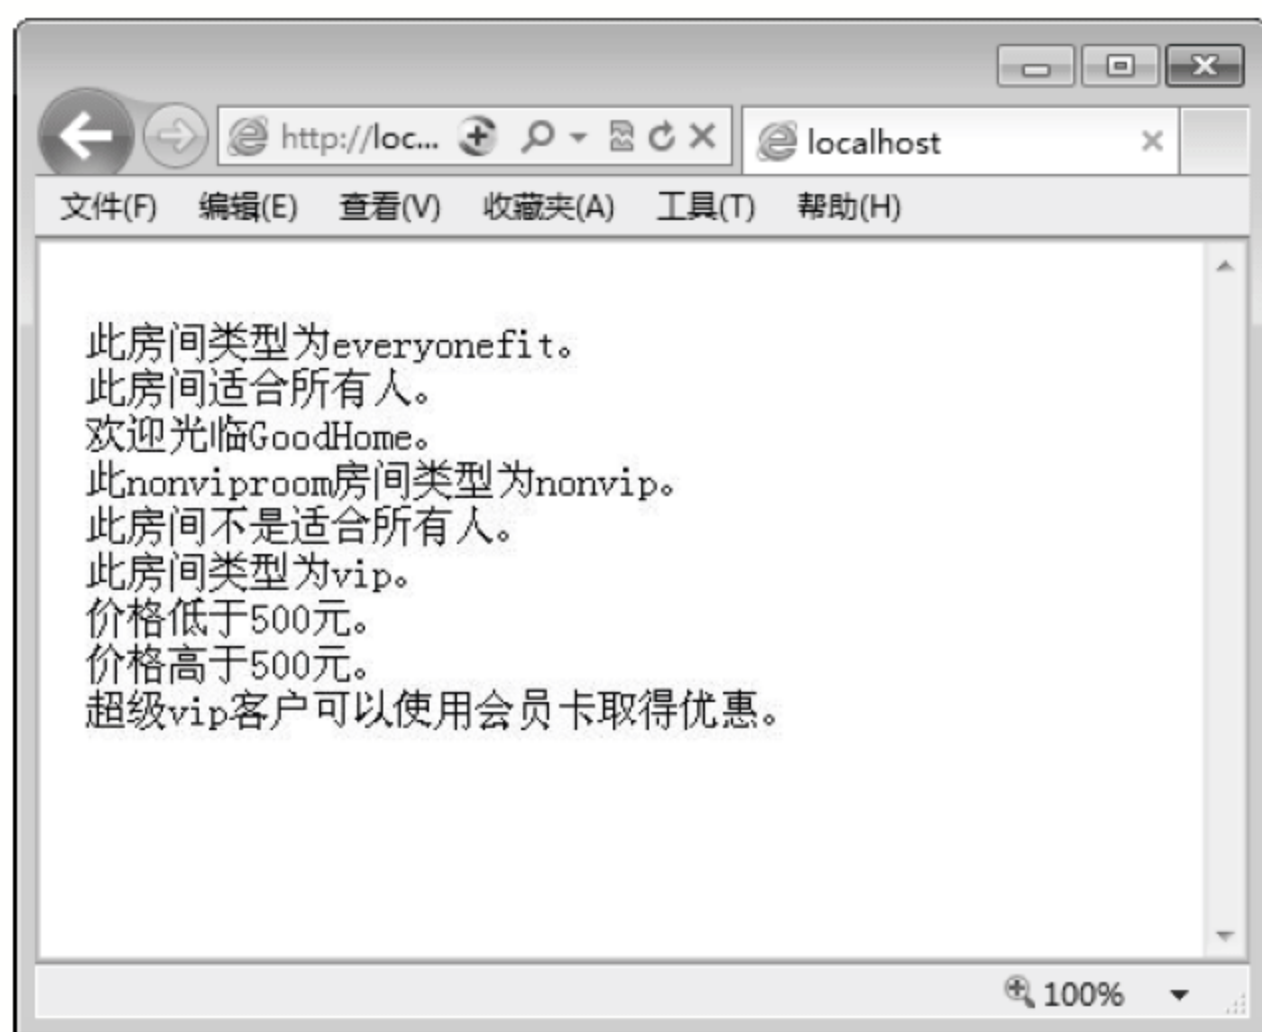 http://loc...
localhost
文件(F) 编辑(E) 查看(V) 收藏夹(A) 工具(T) 帮助(H)
此房间类型为everyonefit。
此房间适合所有人。
欢迎光临GoodHome。
此nonviproom房间类型为nonvip。
此房间不是适合所有人。
此房间类型为vip。
价格低于500元。
价格高于500元。
超级vip客户可以使用会员卡取得优惠。
100%